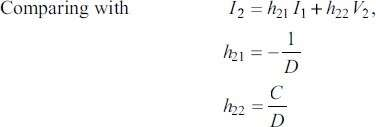 Comparing with I₂ = h₂₁ I₁ + h₂₂ V₂,
h₂₁ = −1/D
h₂₂ = C/D